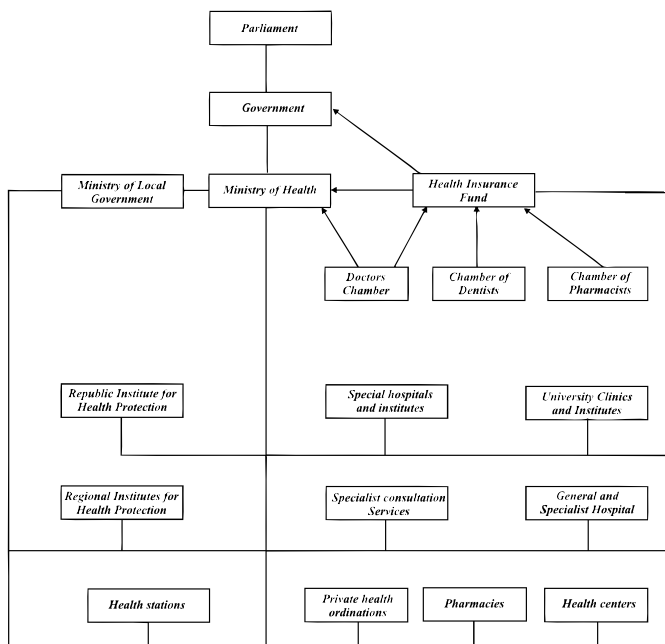 Parliament
Government
Ministry of Local
Government
Ministry of Health
Health Insurance
Fund
Doctors
Chamber
Chamber of
Dentists
Chamber of
Pharmacists
Republic Institute for
Health Protection
Special hospitals
and institutes
University Clinics
and Institutes
Regional Institutes for
Health Protection
Specialist consultation
Services
General and
Specialist Hospital
Health stations
Private health
ordinations
Pharmacies
Health centers